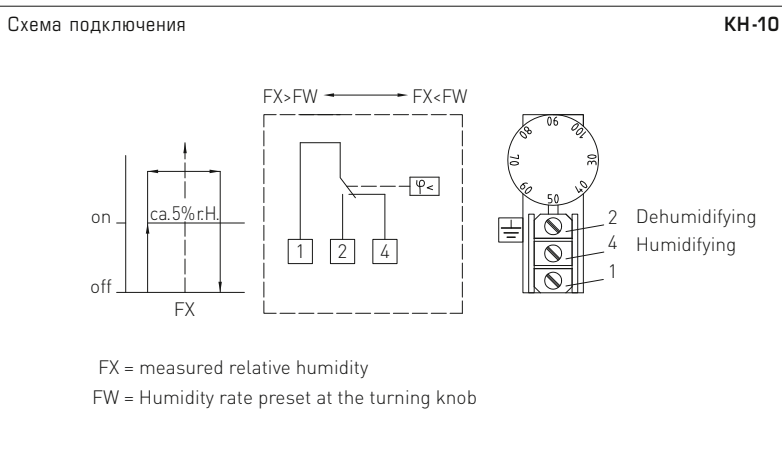 Схема подключения KH-10
FX>FW FX<FW
on
ca.5%r.H.
off
FX
φ<
1 2 4
90
100
80
70
30
60
40
50
2 Dehumidifying
4 Humidifying
1
FX = measured relative humidity
FW = Humidity rate preset at the turning knob